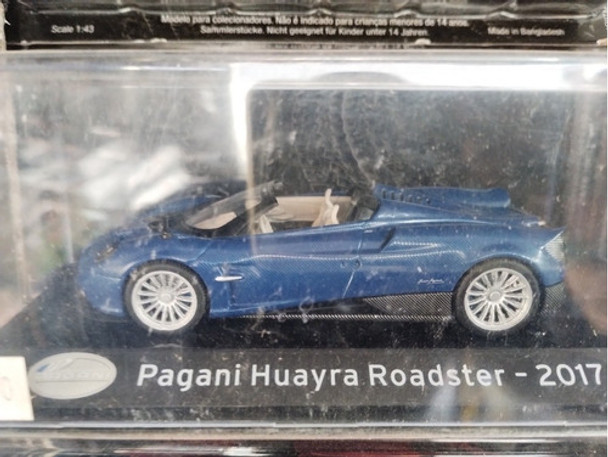 Modelo para colecionadores. Não é indicado para crianças menores de 14 anos.
Scale 1:43
Sammlerstücke. Nicht geeignet für Kinder unter 14 Jahren.
Made in Bangladesh
Pagani Huayra Roadster - 2017